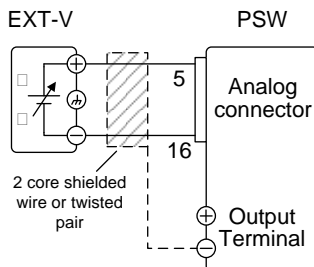 EXT-V
PSW
5
Analog
connector
16
2 core shielded
wire or twisted
pair
Output
Terminal